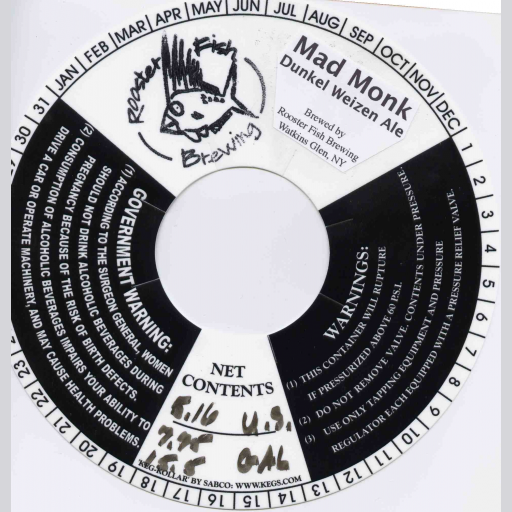 JAN FEB MAR APR MAY JUN JUL AUG SEP OCT NOV DEC
Rooster Fish
Brewing
Mad Monk
Dunkel Weizen Ale
Brewed by
Rooster Fish Brewing
Watkins Glen, NY
1 2 3 4 5 6 7 8 9 10 11 12 13 14 15 16 17 18 19 20 21 22 23 24
30 31
GOVERNMENT WARNING:
(1) ACCORDING TO THE SURGEON GENERAL WOMEN
SHOULD NOT DRINK ALCOHOLIC BEVERAGES DURING
PREGNANCY BECAUSE OF THE RISK OF BIRTH DEFECTS.
(2) CONSUMPTION OF ALCOHOLIC BEVERAGES IMPAIRS YOUR ABILITY TO
DRIVE A CAR OR OPERATE MACHINERY, AND MAY CAUSE HEALTH PROBLEMS.
WARNINGS:
(1) THIS CONTAINER WILL RUPTURE
IF PRESSURIZED ABOVE 60 P.S.I.
(2) DO NOT REMOVE VALVE. CONTENTS UNDER PRESSURE.
(3) USE ONLY TAPPING EQUIPMENT AND PRESSURE
REGULATOR EACH EQUIPPED WITH A PRESSURE RELIEF VALVE.
NET
CONTENTS
5.16 U.S.
7.75
15.5 GAL
KEG-KOLLAR BY SABCO: WWW.KEGS.COM